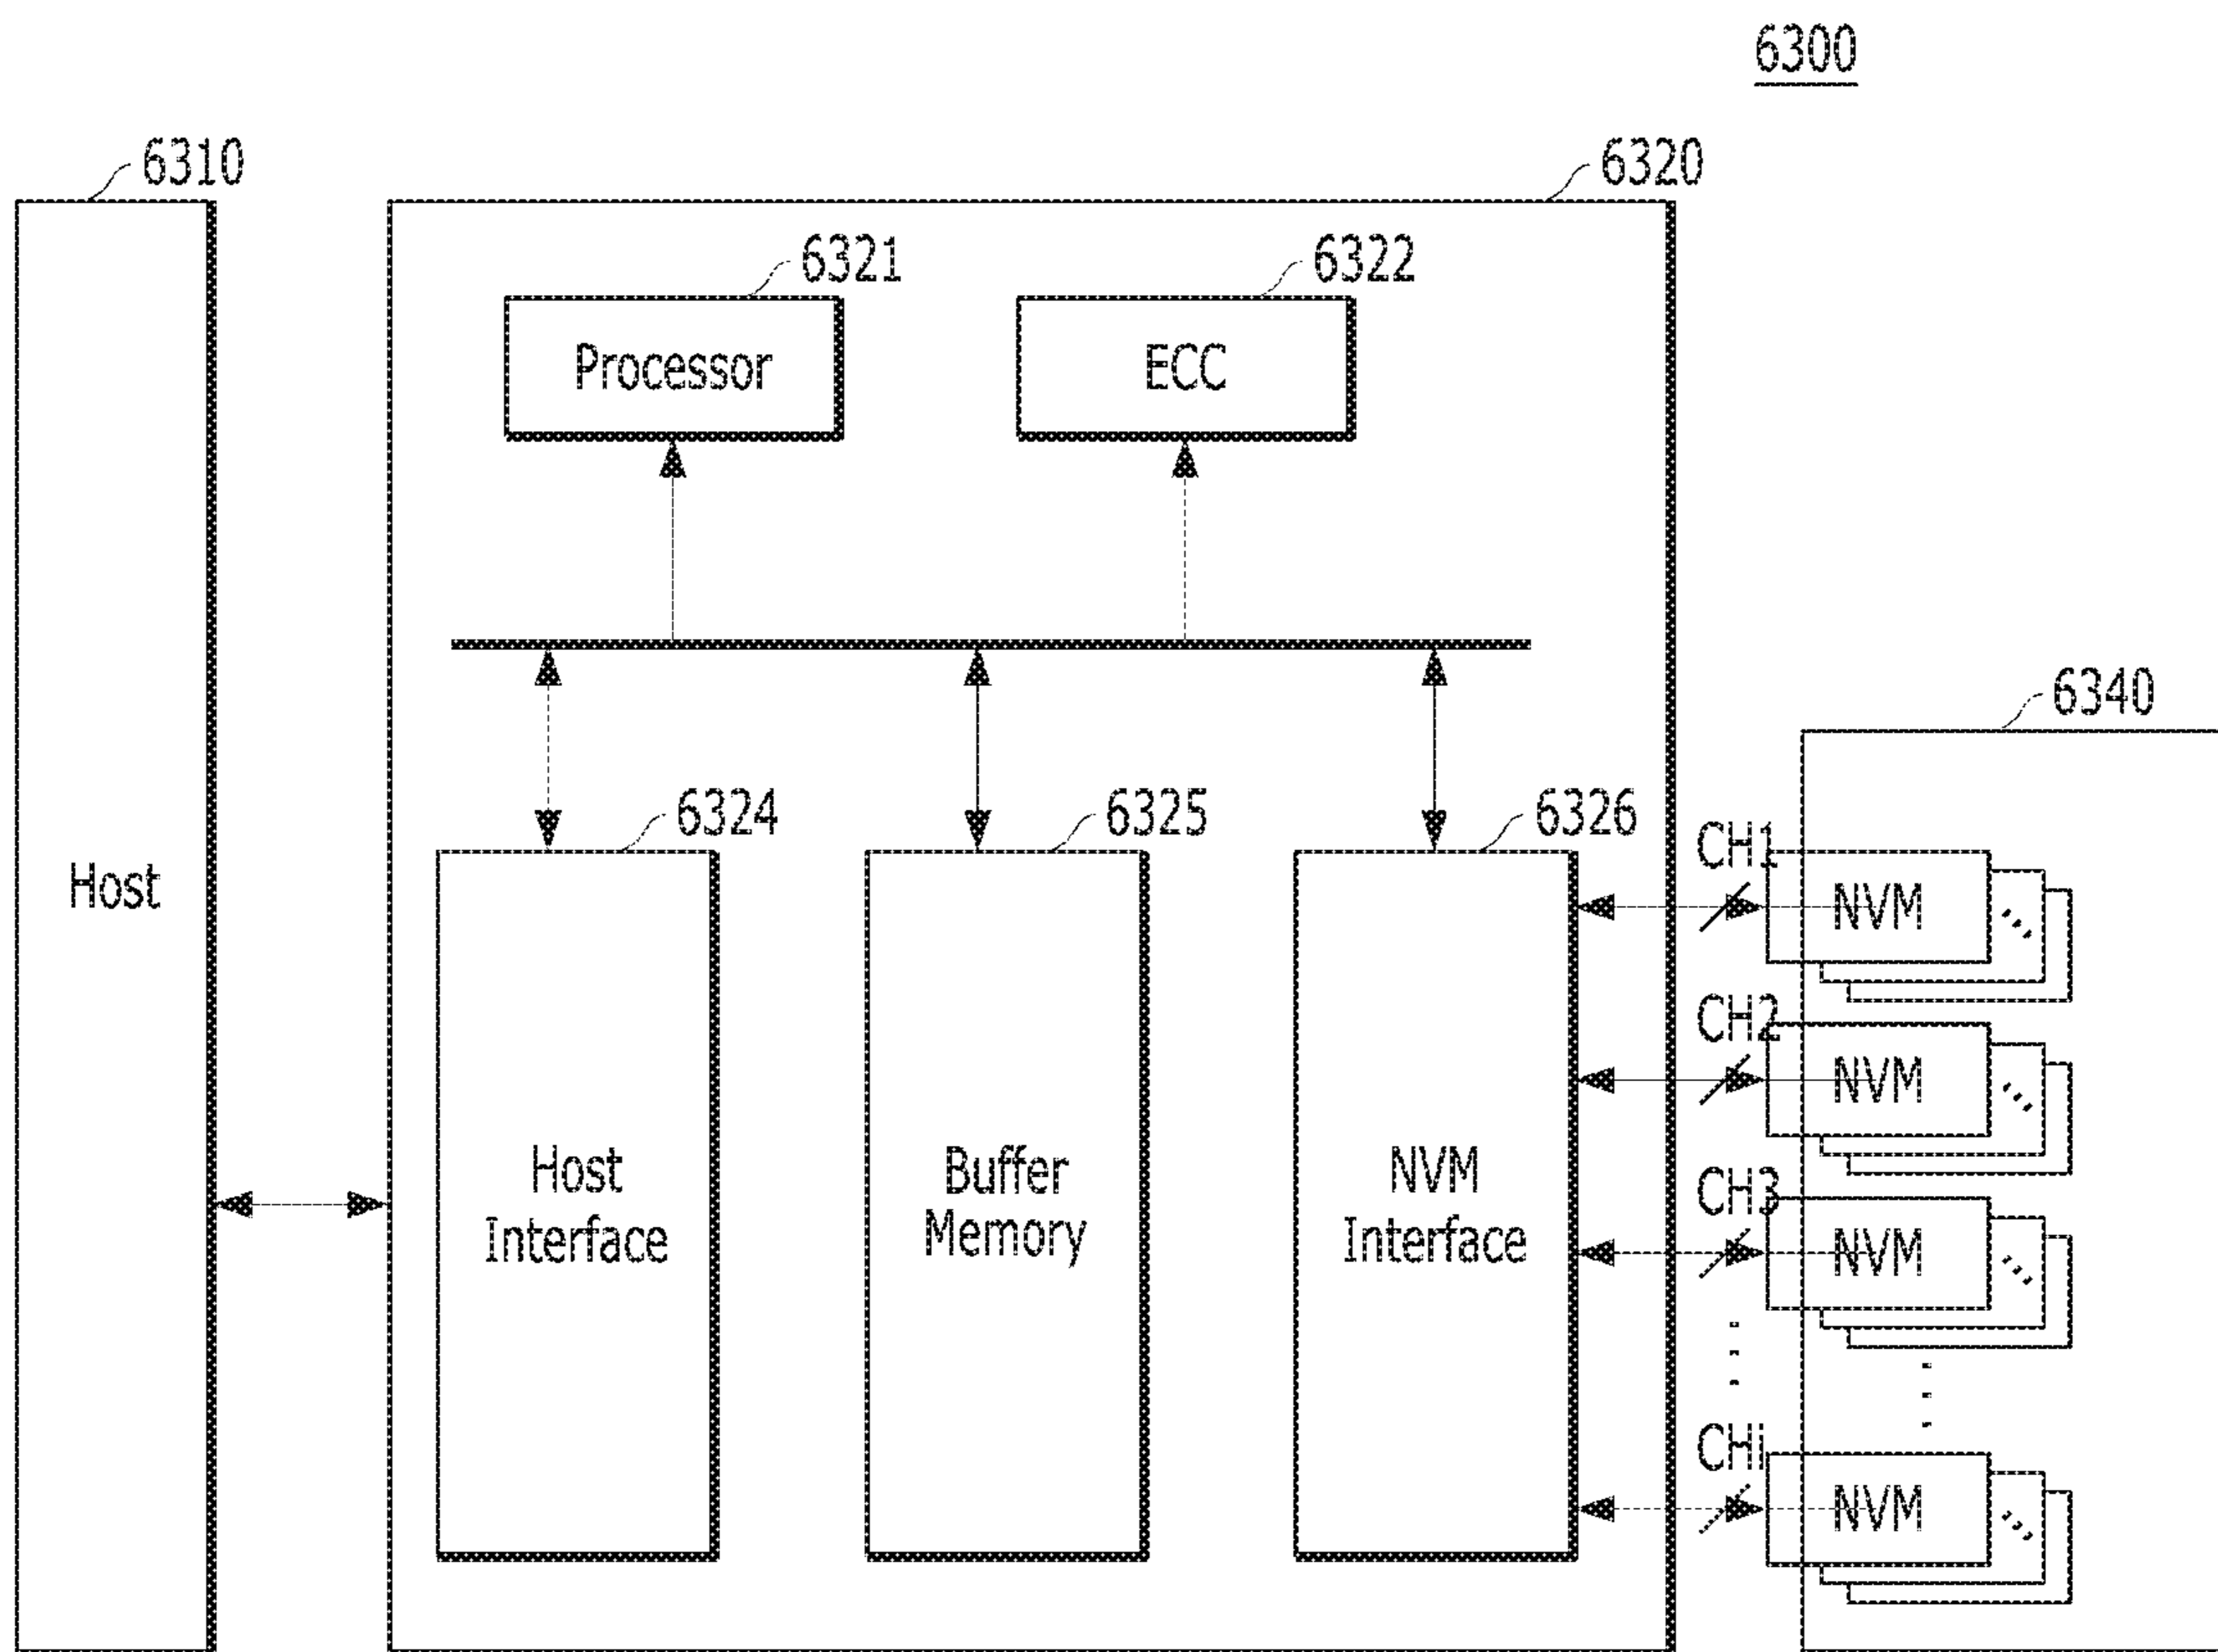 6300
6310
6320
6321
6322
Processor
ECC
6340
6324
6325
6326
CH1
Host
NVM
CH2
NVM
Host
Interface
Buffer
Memory
NVM
Interface
CH3
NVM
CHi
NVM